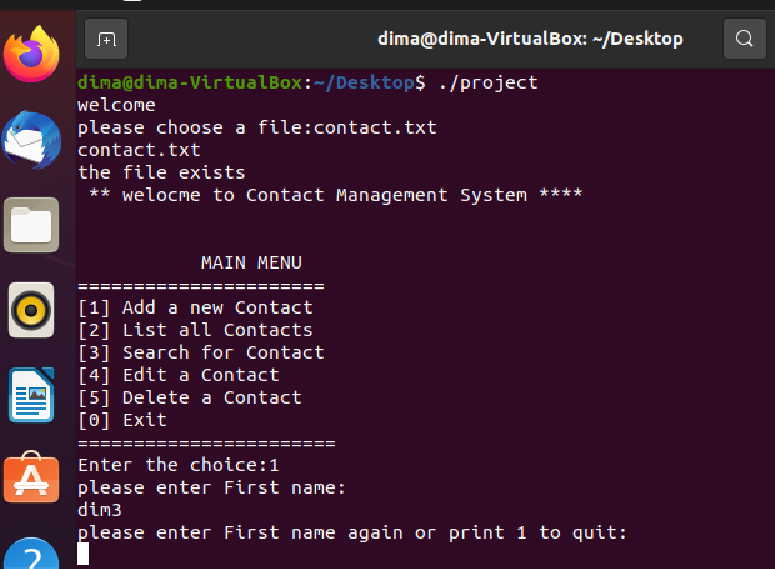 dima@dima-VirtualBox: ~/Desktop
dima@dima-VirtualBox:~/Desktop$ ./project
welcome
please choose a file:contact.txt
contact.txt
the file exists
** welocme to Contact Management System ****
MAIN MENU
======================
[1] Add a new Contact
[2] List all Contacts
[3] Search for Contact
[4] Edit a Contact
[5] Delete a Contact
[0] Exit
=======================
Enter the choice:1
please enter First name:
dim3
please enter First name again or print 1 to quit: